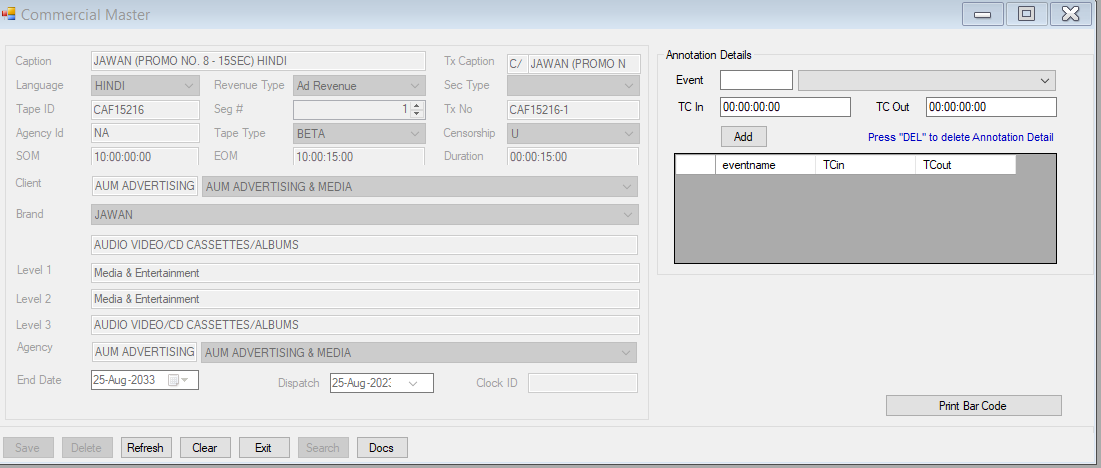 Commercial Master
Caption JAWAN (PROMO NO. 8 - 15SEC) HINDI Tx Caption C/ JAWAN (PROMO N
Language HINDI Revenue Type Ad Revenue Sec Type
Tape ID CAF15216 Seg # 1 Tx No CAF15216-1
Agency Id NA Tape Type BETA Censorship U
SOM 10:00:00:00 EOM 10:00:15:00 Duration 00:00:15:00
Client AUM ADVERTISING AUM ADVERTISING & MEDIA
Brand JAWAN
AUDIO VIDEO/CD CASSETTES/ALBUMS
Level 1 Media & Entertainment
Level 2 Media & Entertainment
Level 3 AUDIO VIDEO/CD CASSETTES/ALBUMS
Agency AUM ADVERTISING AUM ADVERTISING & MEDIA
End Date 25-Aug-2033 Dispatch 25-Aug-2023 Clock ID
Annotation Details
Event
TC In 00:00:00:00 TC Out 00:00:00:00
Add Press "DEL" to delete Annotation Detail
eventname TCin TCout
Print Bar Code
Save Delete Refresh Clear Exit Search Docs